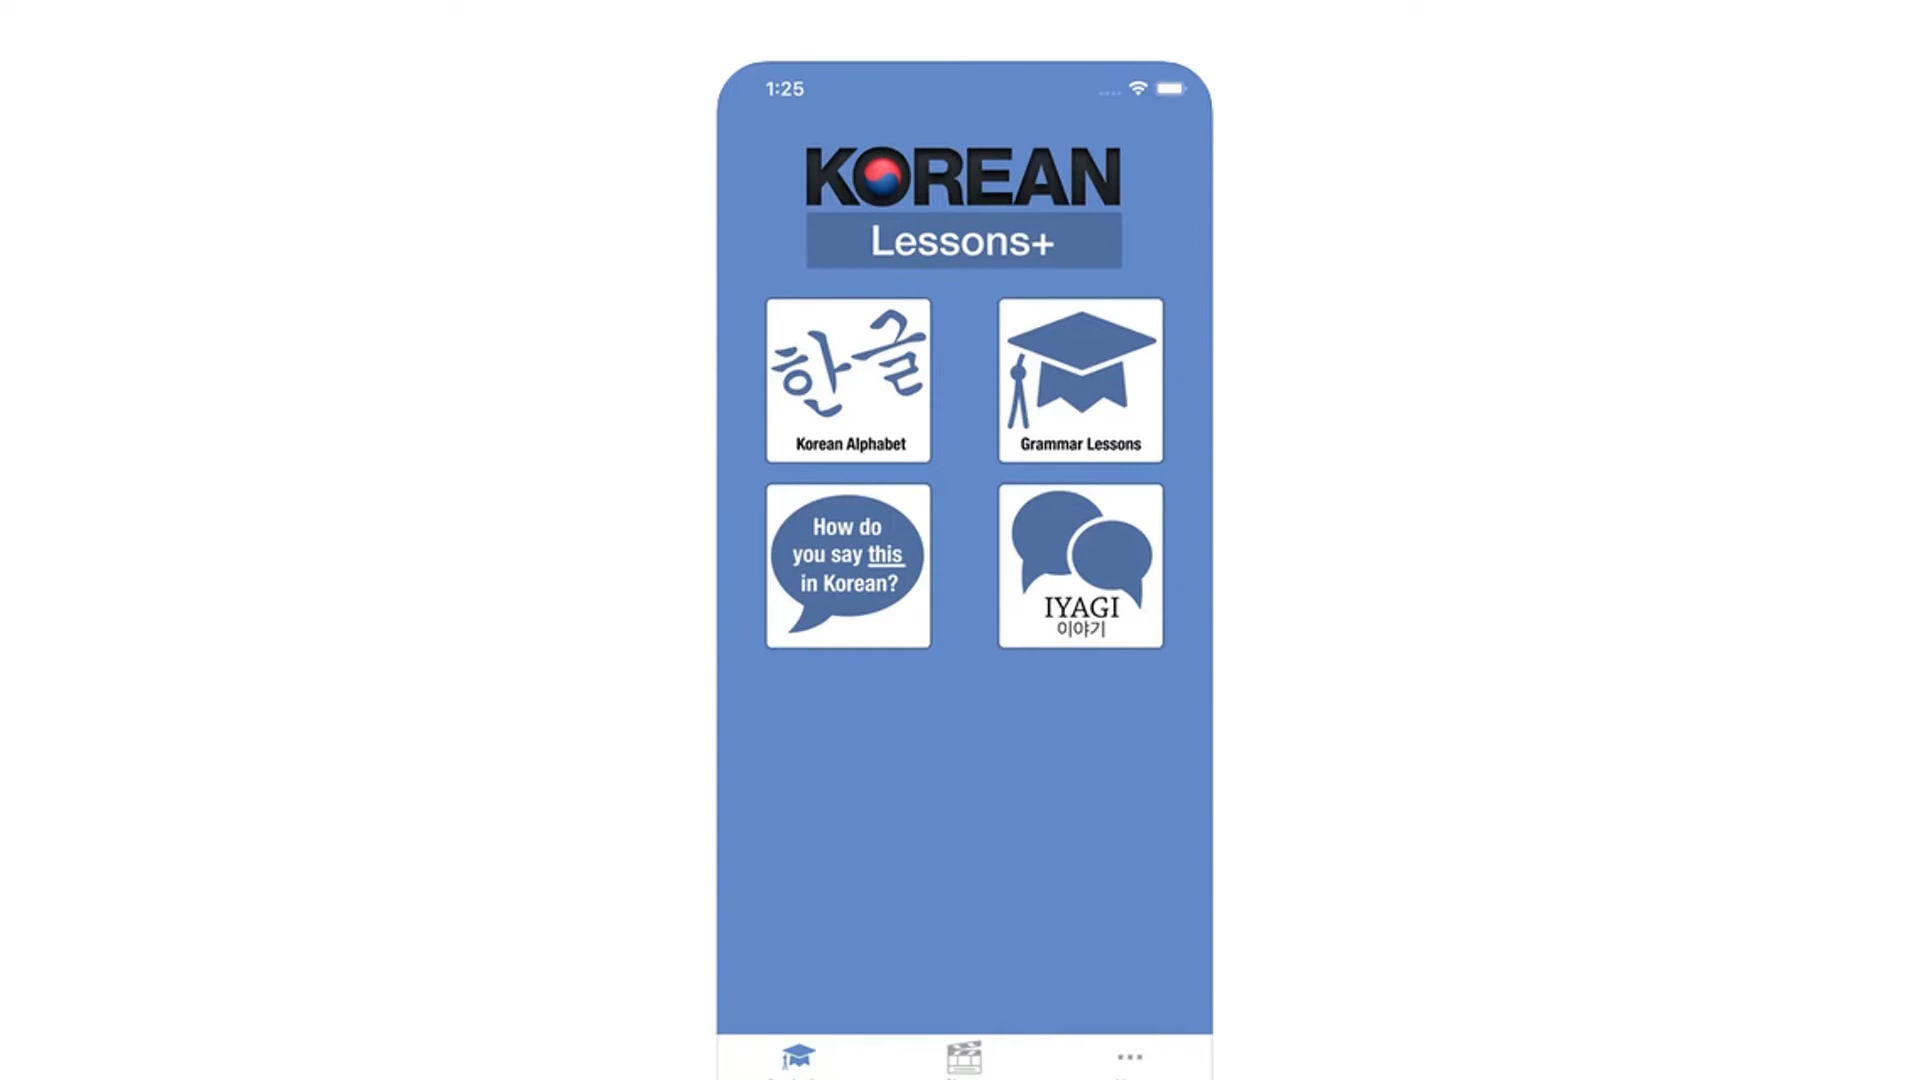 1:25
KOREAN
Lessons+
한글
Korean Alphabet
Grammar Lessons
How do
you say this
in Korean?
IYAGI
이야기